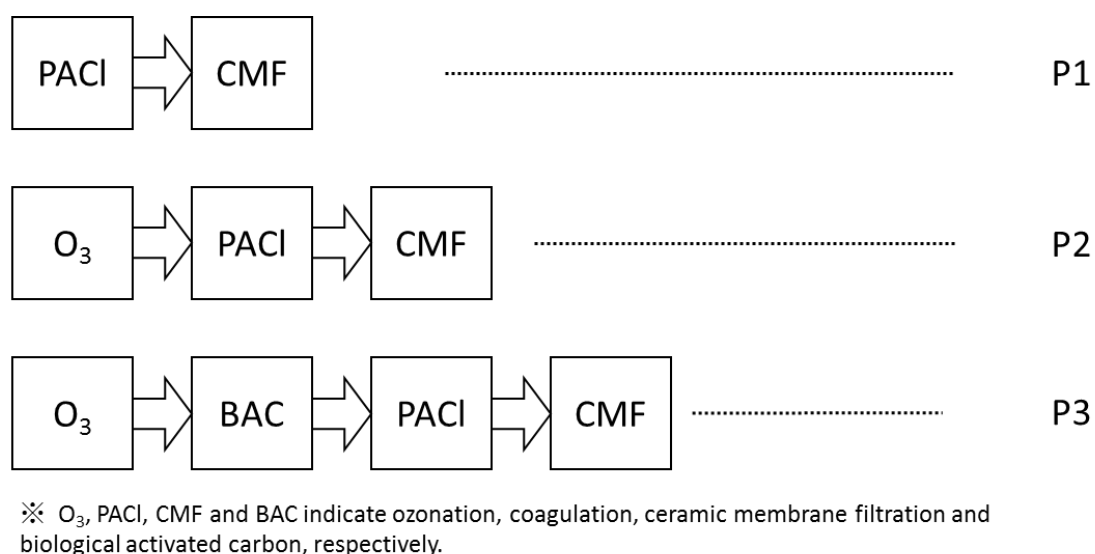 PACl CMF P1
O₃ PACl CMF P2
O₃ BAC PACl CMF P3
※ O₃, PACl, CMF and BAC indicate ozonation, coagulation, ceramic membrane filtration and
biological activated carbon, respectively.